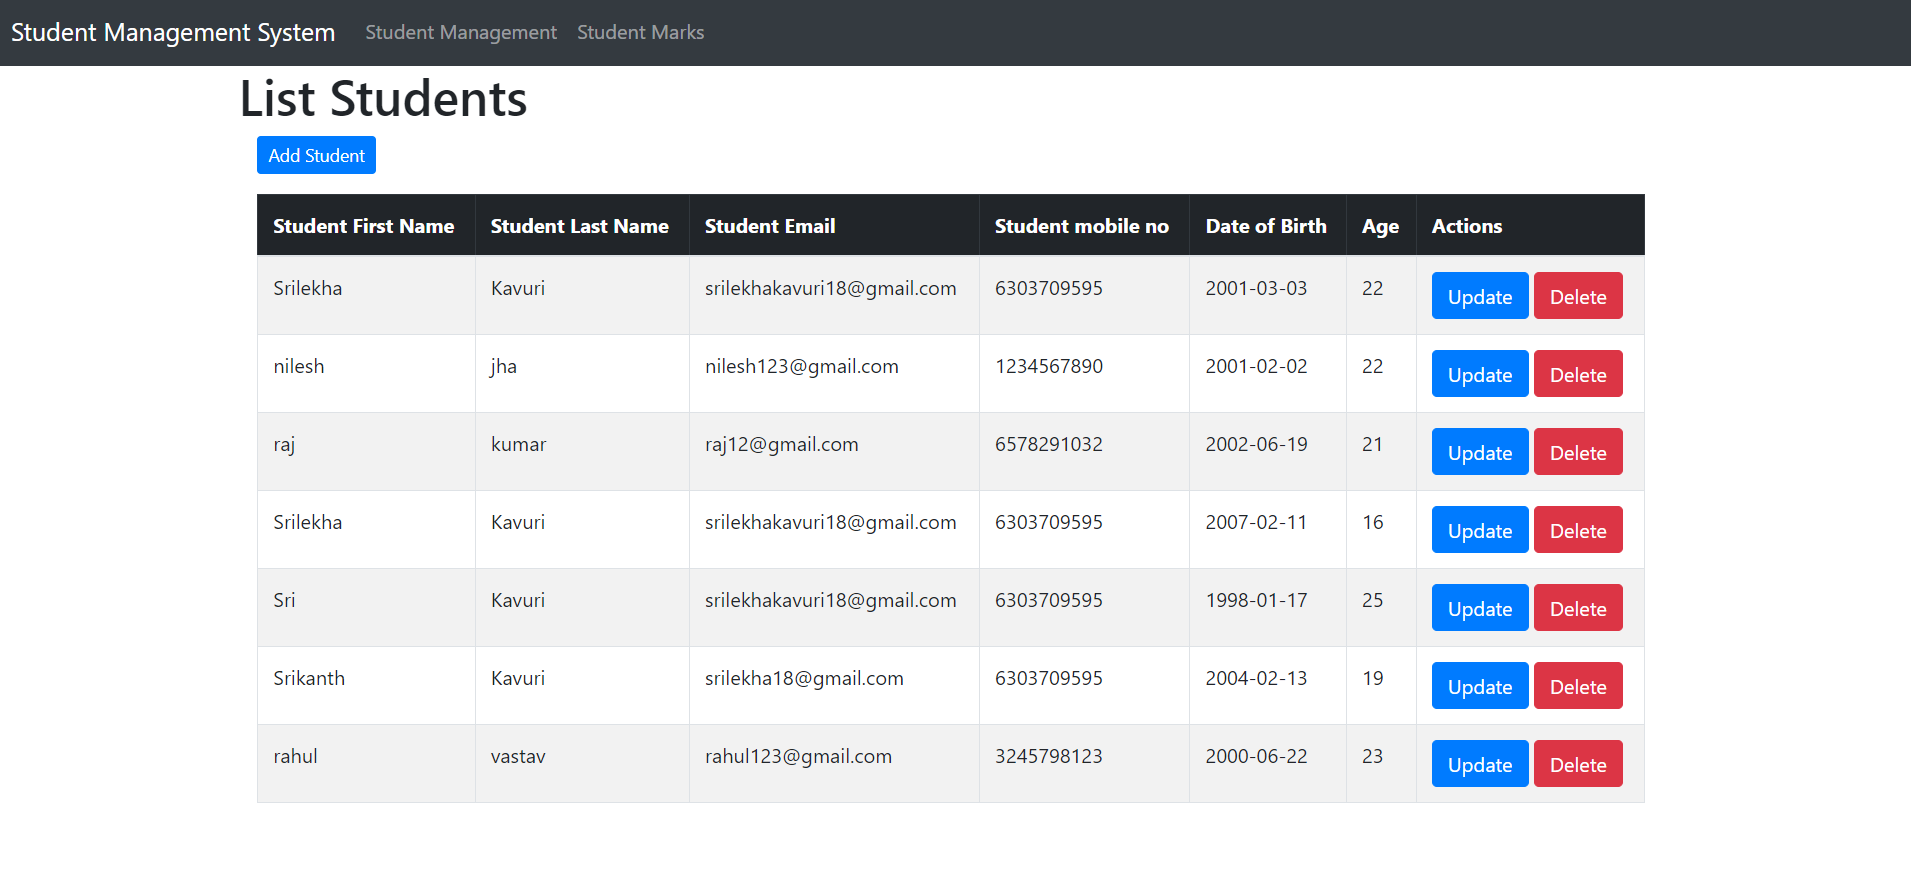 Student Management System Student Management Student Marks
List Students
Add Student
Student First Name Student Last Name Student Email Student mobile no Date of Birth Age Actions
Srilekha Kavuri srilekhakavuri18@gmail.com 6303709595 2001-03-03 22 Update Delete
nilesh jha nilesh123@gmail.com 1234567890 2001-02-02 22 Update Delete
raj kumar raj12@gmail.com 6578291032 2002-06-19 21 Update Delete
Srilekha Kavuri srilekhakavuri18@gmail.com 6303709595 2007-02-11 16 Update Delete
Sri Kavuri srilekhakavuri18@gmail.com 6303709595 1998-01-17 25 Update Delete
Srikanth Kavuri srilekha18@gmail.com 6303709595 2004-02-13 19 Update Delete
rahul vastav rahul123@gmail.com 3245798123 2000-06-22 23 Update Delete